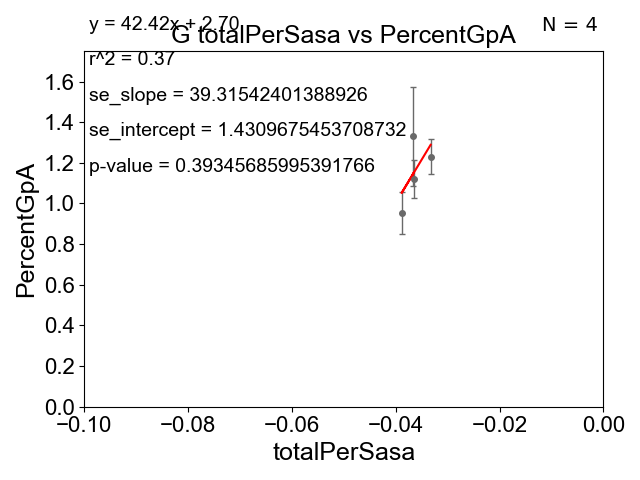 y = 42.42x + 2.70
N = 4
G totalPerSasa vs PercentGpA
r^2 = 0.37
se_slope = 39.31542401388926
se_intercept = 1.4309675453708732
p-value = 0.39345685995391766
PercentGpA
1.6
1.4
1.2
1.0
0.8
0.6
0.4
0.2
0.0
−0.10 −0.08 −0.06 −0.04 −0.02 0.00
totalPerSasa